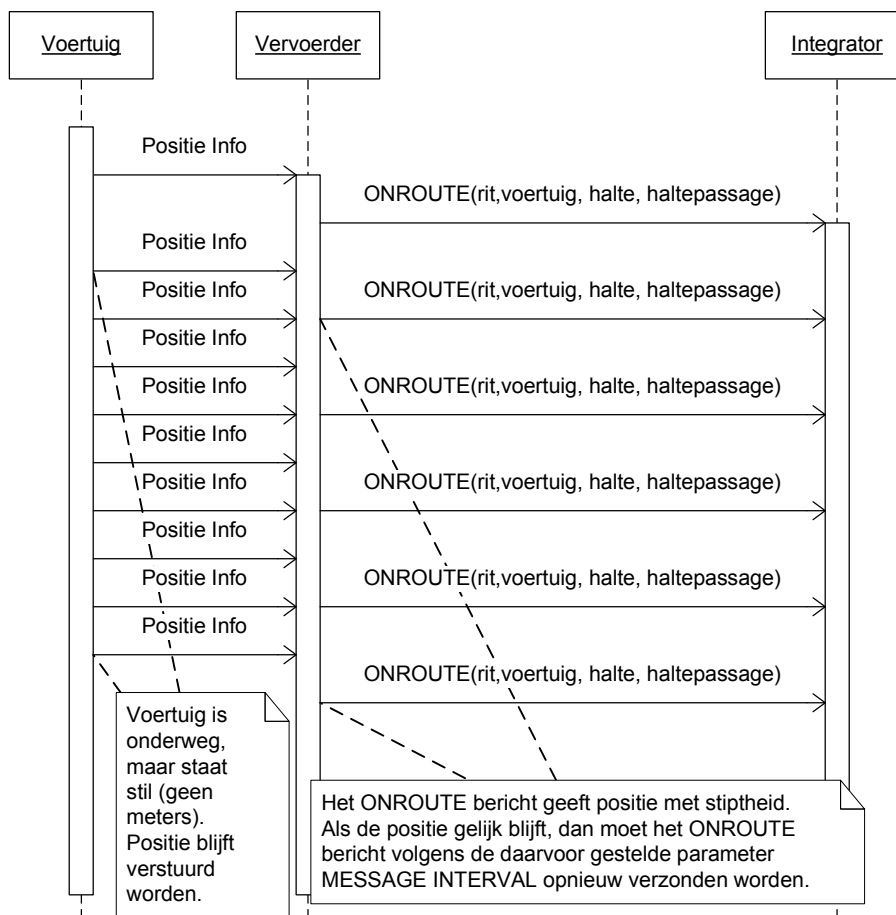 Voertuig
Vervoerder
Integrator
Positie Info
ONROUTE(rit,voertuig, halte, haltepassage)
Positie Info
Positie Info
ONROUTE(rit,voertuig, halte, haltepassage)
Positie Info
Positie Info
ONROUTE(rit,voertuig, halte, haltepassage)
Positie Info
Positie Info
ONROUTE(rit,voertuig, halte, haltepassage)
Positie Info
Positie Info
ONROUTE(rit,voertuig, halte, haltepassage)
Positie Info
ONROUTE(rit,voertuig, halte, haltepassage)
Voertuig is
onderweg,
maar staat
stil (geen
meters).
Positie blijft
verstuurd
worden.
Het ONROUTE bericht geeft positie met stiptheid.
Als de positie gelijk blijft, dan moet het ONROUTE
bericht volgens de daarvoor gestelde parameter
MESSAGE INTERVAL opnieuw verzonden worden.